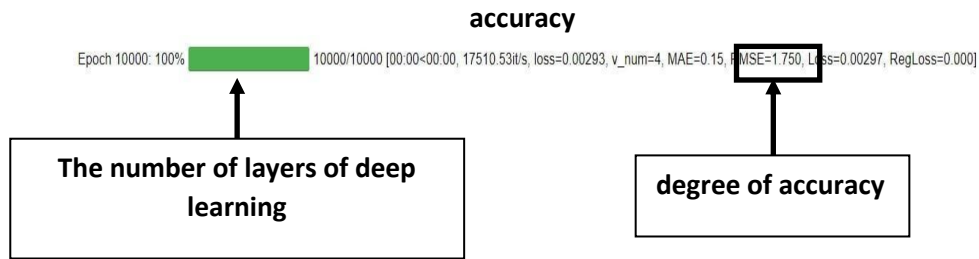 accuracy
Epoch 10000: 100% 10000/10000 [00:00<00:00, 17510.53it/s, loss=0.00293, v_num=4, MAE=0.15, RMSE=1.750, Loss=0.00297, RegLoss=0.000]
The number of layers of deep
learning
degree of accuracy